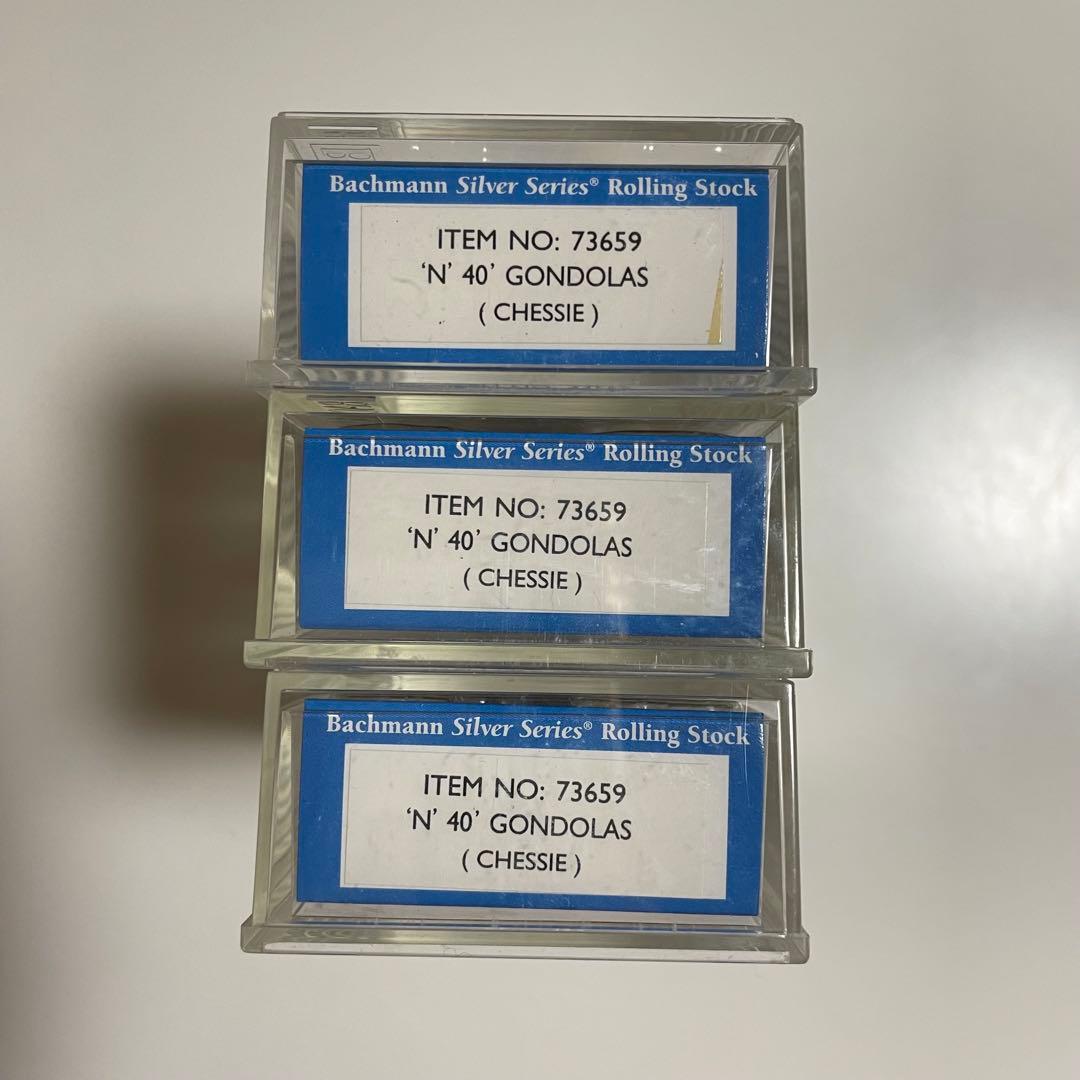 Bachmann Silver Series® Rolling Stock
ITEM NO: 73659
‘N’ 40’ GONDOLAS
( CHESSIE )
Bachmann Silver Series® Rolling Stock
ITEM NO: 73659
‘N’ 40’ GONDOLAS
( CHESSIE )
Bachmann Silver Series® Rolling Stock
ITEM NO: 73659
‘N’ 40’ GONDOLAS
( CHESSIE )